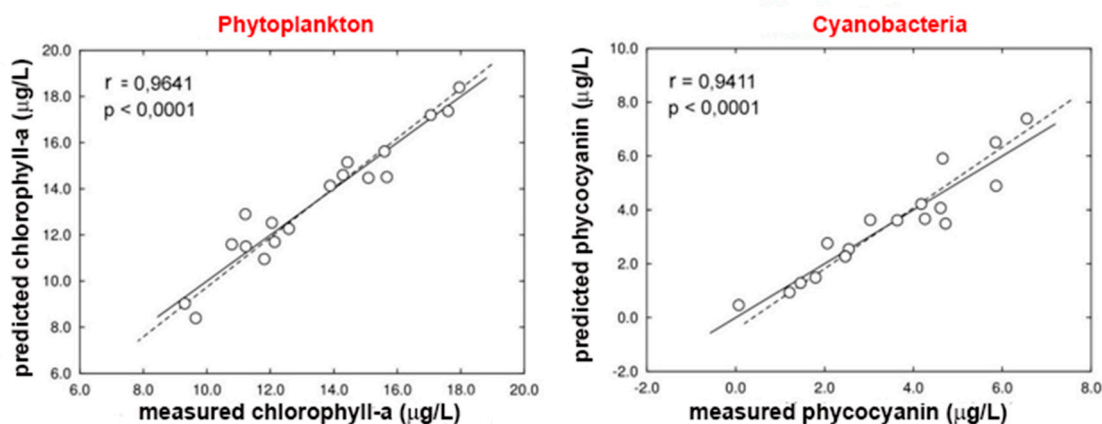 Phytoplankton
20.0
18.0
16.0
14.0
12.0
10.0
8.0
6.0
predicted chlorophyll-a (μg/L)
r = 0,9641
p < 0,0001
6.0 8.0 10.0 12.0 14.0 16.0 18.0 20.0
measured chlorophyll-a (μg/L)
Cyanobacteria
10.0
8.0
6.0
4.0
2.0
0.0
-2.0
predicted phycocyanin (μg/L)
r = 0,9411
p < 0,0001
-2.0 0.0 2.0 4.0 6.0 8.0
measured phycocyanin (μg/L)